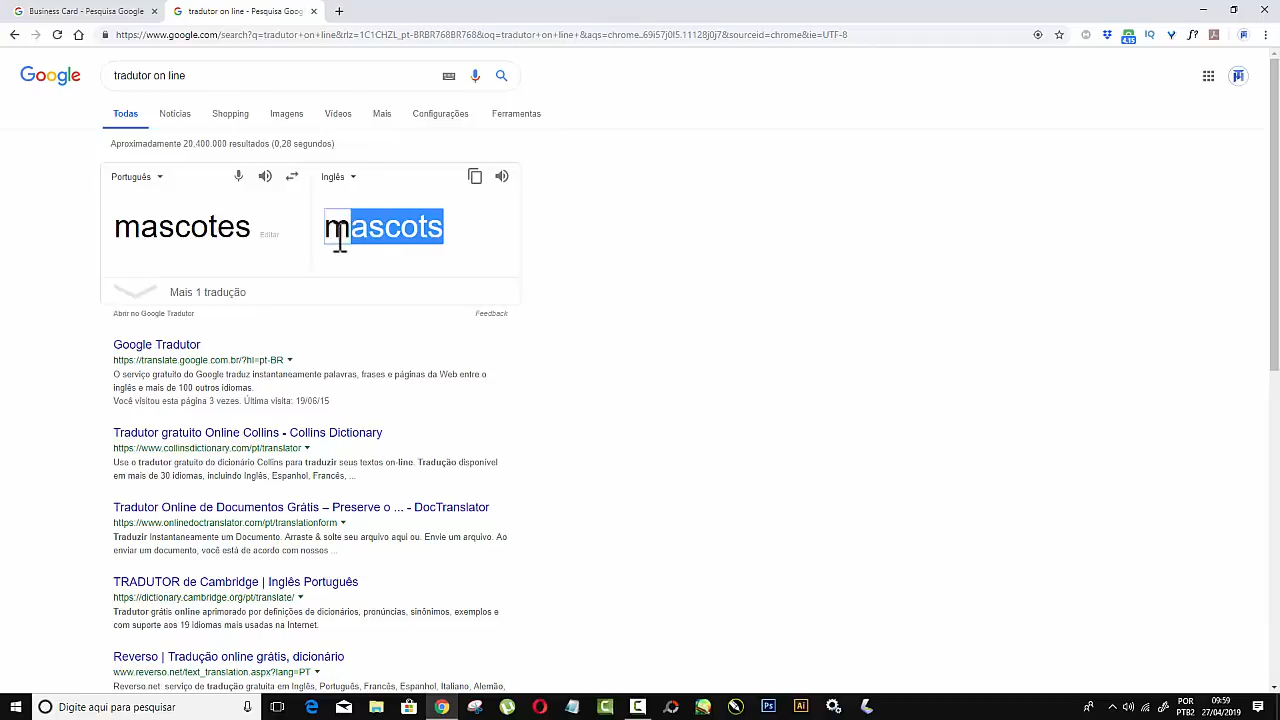 Business Card - Pesquisa Google
tradutor on line - Pesquisa Goog
https://www.google.com/search?q=tradutor+on+line&rlz=1C1CHZL_pt-BRBR768BR768&oq=tradutor+on+line+&aqs=chrome..69i57j0l5.11128j0j7&sourceid=chrome&ie=UTF-8
Google
tradutor on line
Todas Notícias Shopping Imagens Vídeos Mais Configurações Ferramentas
Aproximadamente 20.400.000 resultados (0,28 segundos)
Português Inglês
mascotes Editar mascots
Mais 1 tradução
Abrir no Google Tradutor Feedback
Google Tradutor
https://translate.google.com.br/?hl=pt-BR
O serviço gratuito do Google traduz instantaneamente palavras, frases e páginas da Web entre o
inglês e mais de 100 outros idiomas.
Você visitou esta página 3 vezes. Última visita: 19/06/15
Tradutor gratuito Online Collins - Collins Dictionary
https://www.collinsdictionary.com/pt/translator
Use o tradutor gratuito do dicionário Collins para traduzir seus textos on-line. Tradução disponível
em mais de 30 idiomas, incluindo Inglês, Espanhol, Francês, ...
Tradutor Online de Documentos Grátis – Preserve o ... - DocTranslator
https://www.onlinedoctranslator.com/pt/translationform
Traduzir Instantaneamente um Documento. Arraste & solte seu arquivo aqui ou. Envie um arquivo. Ao
enviar um documento, você está de acordo com nossos ...
TRADUTOR de Cambridge | Inglês Português
https://dictionary.cambridge.org/pt/translate/
Tradutor grátis online aprimorado por definições de dicionários, pronúncias, sinônimos, exemplos e
com suporte aos 19 idiomas mais usadas na Internet.
Reverso | Tradução online grátis, dicionário
www.reverso.net/text_translation.aspx?lang=PT
Reverso.net: serviço de tradução gratuita em Inglês, Português, Francês, Espanhol, Italiano, Alemão,
Digite aqui para pesquisar
Ps
Ai
POR
PTB2
09:59
27/04/2019